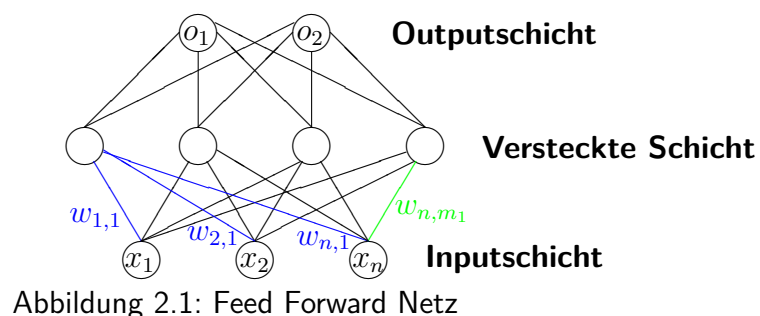 o₁ o₂ Outputschicht
Versteckte Schicht
w₁,₁ w₂,₁ wₙ,₁ wₙ,ₘ₁
x₁ x₂ xₙ Inputschicht
Abbildung 2.1: Feed Forward Netz